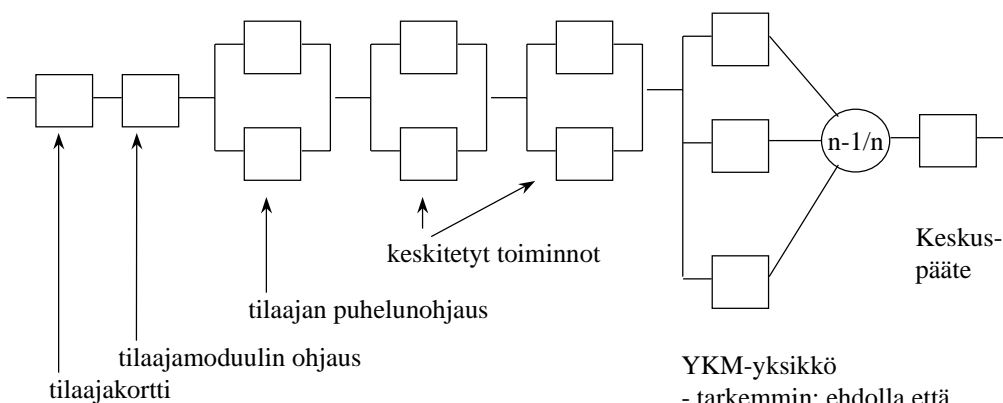 n-1/n
Keskus-
pääte
keskitetyt toiminnot
tilaajan puhelunohjaus
tilaajamoduulin ohjaus
tilaajakortti
YKM-yksikkö
- tarkemmin: ehdolla että